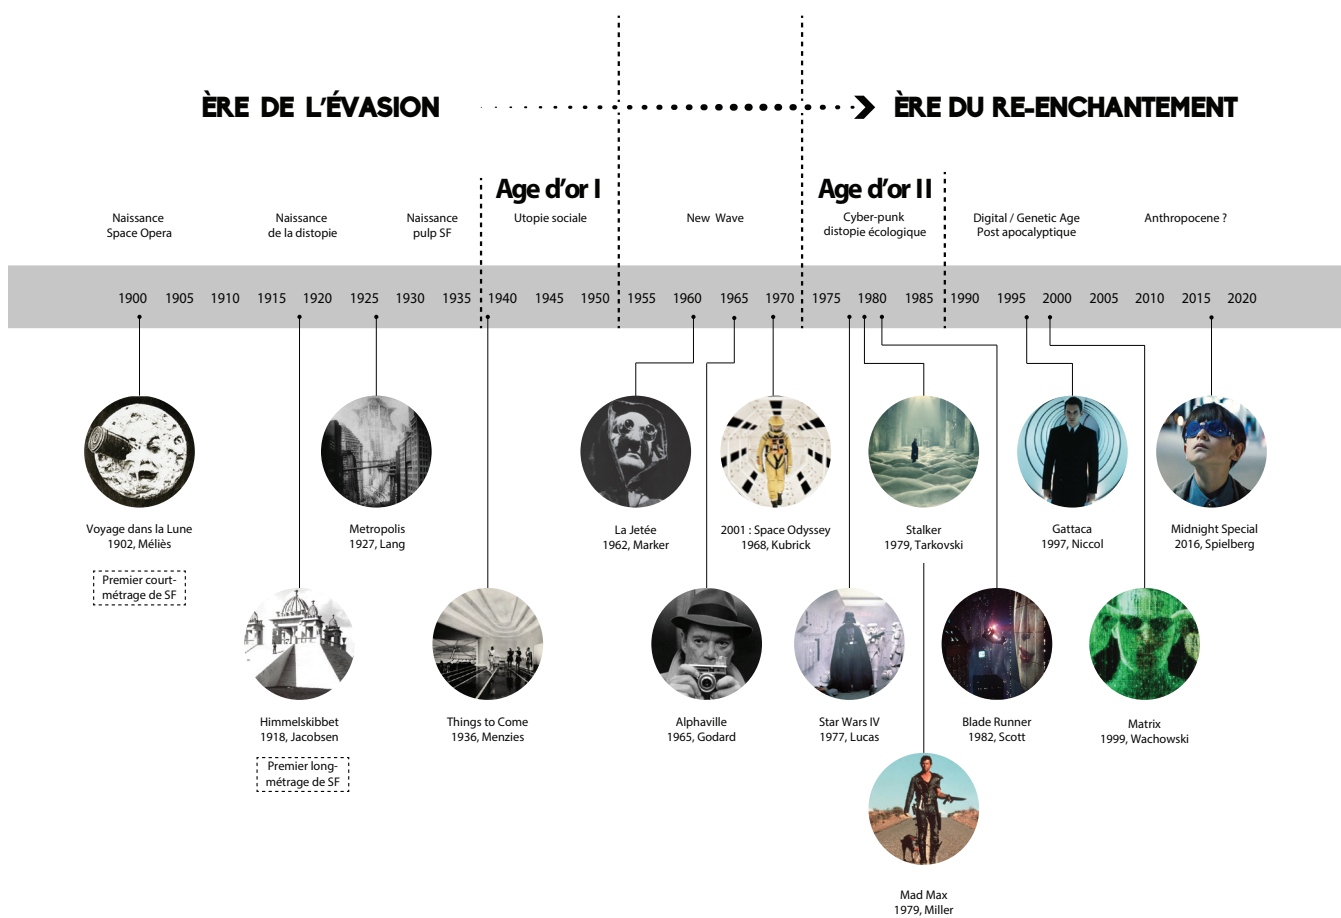 ÈRE DE L'ÉVASION
ÈRE DU RE-ENCHANTEMENT
Age d'or I
Age d'or II
Naissance
Space Opera
Naissance
de la distopie
Naissance
pulp SF
Utopie sociale
New Wave
Cyber-punk
distopie écologique
Digital / Genetic Age
Post apocalyptique
Anthropocene ?
1900 1905 1910 1915 1920 1925 1930 1935 1940 1945 1950 1955 1960 1965 1970 1975 1980 1985 1990 1995 2000 2005 2010 2015 2020
Voyage dans la Lune
1902, Méliès
Premier court-
métrage de SF
Metropolis
1927, Lang
La Jetée
1962, Marker
2001 : Space Odyssey
1968, Kubrick
Stalker
1979, Tarkovski
Gattaca
1997, Niccol
Midnight Special
2016, Spielberg
Himmelskibbet
1918, Jacobsen
Premier long-
métrage de SF
Things to Come
1936, Menzies
Alphaville
1965, Godard
Star Wars IV
1977, Lucas
Blade Runner
1982, Scott
Matrix
1999, Wachowski
Mad Max
1979, Miller